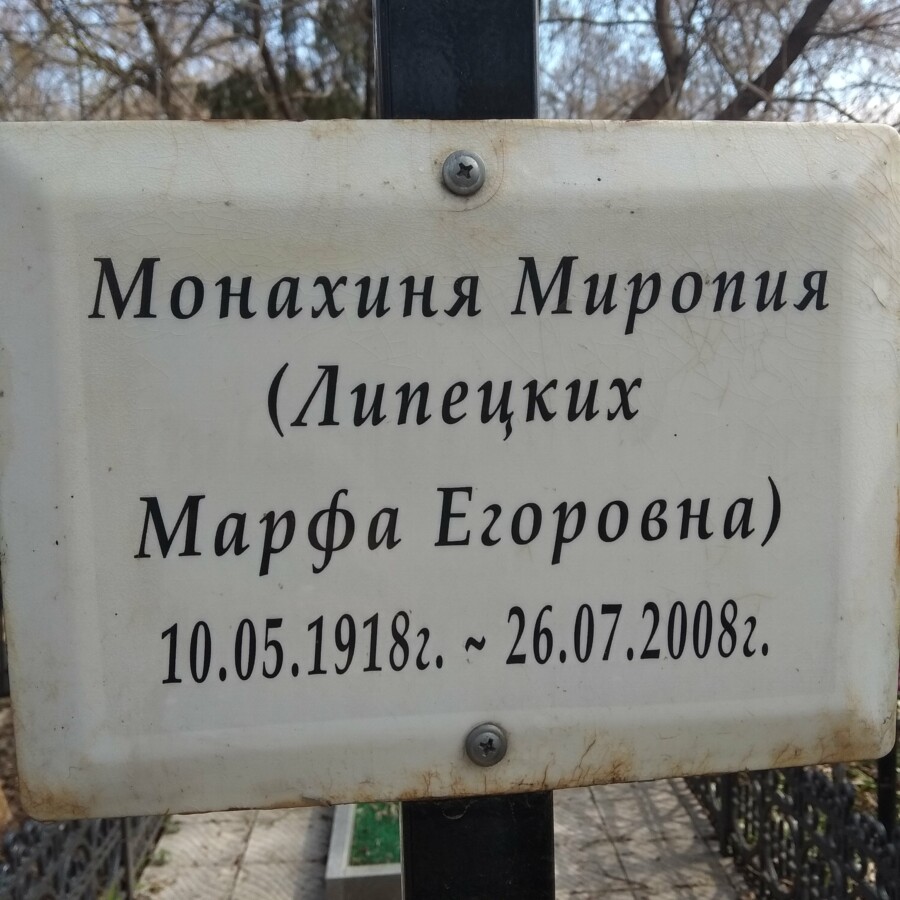 Монахиня Миропия
(Липецких
Марфа Егоровна)
10.05.1918г. ~ 26.07.2008г.